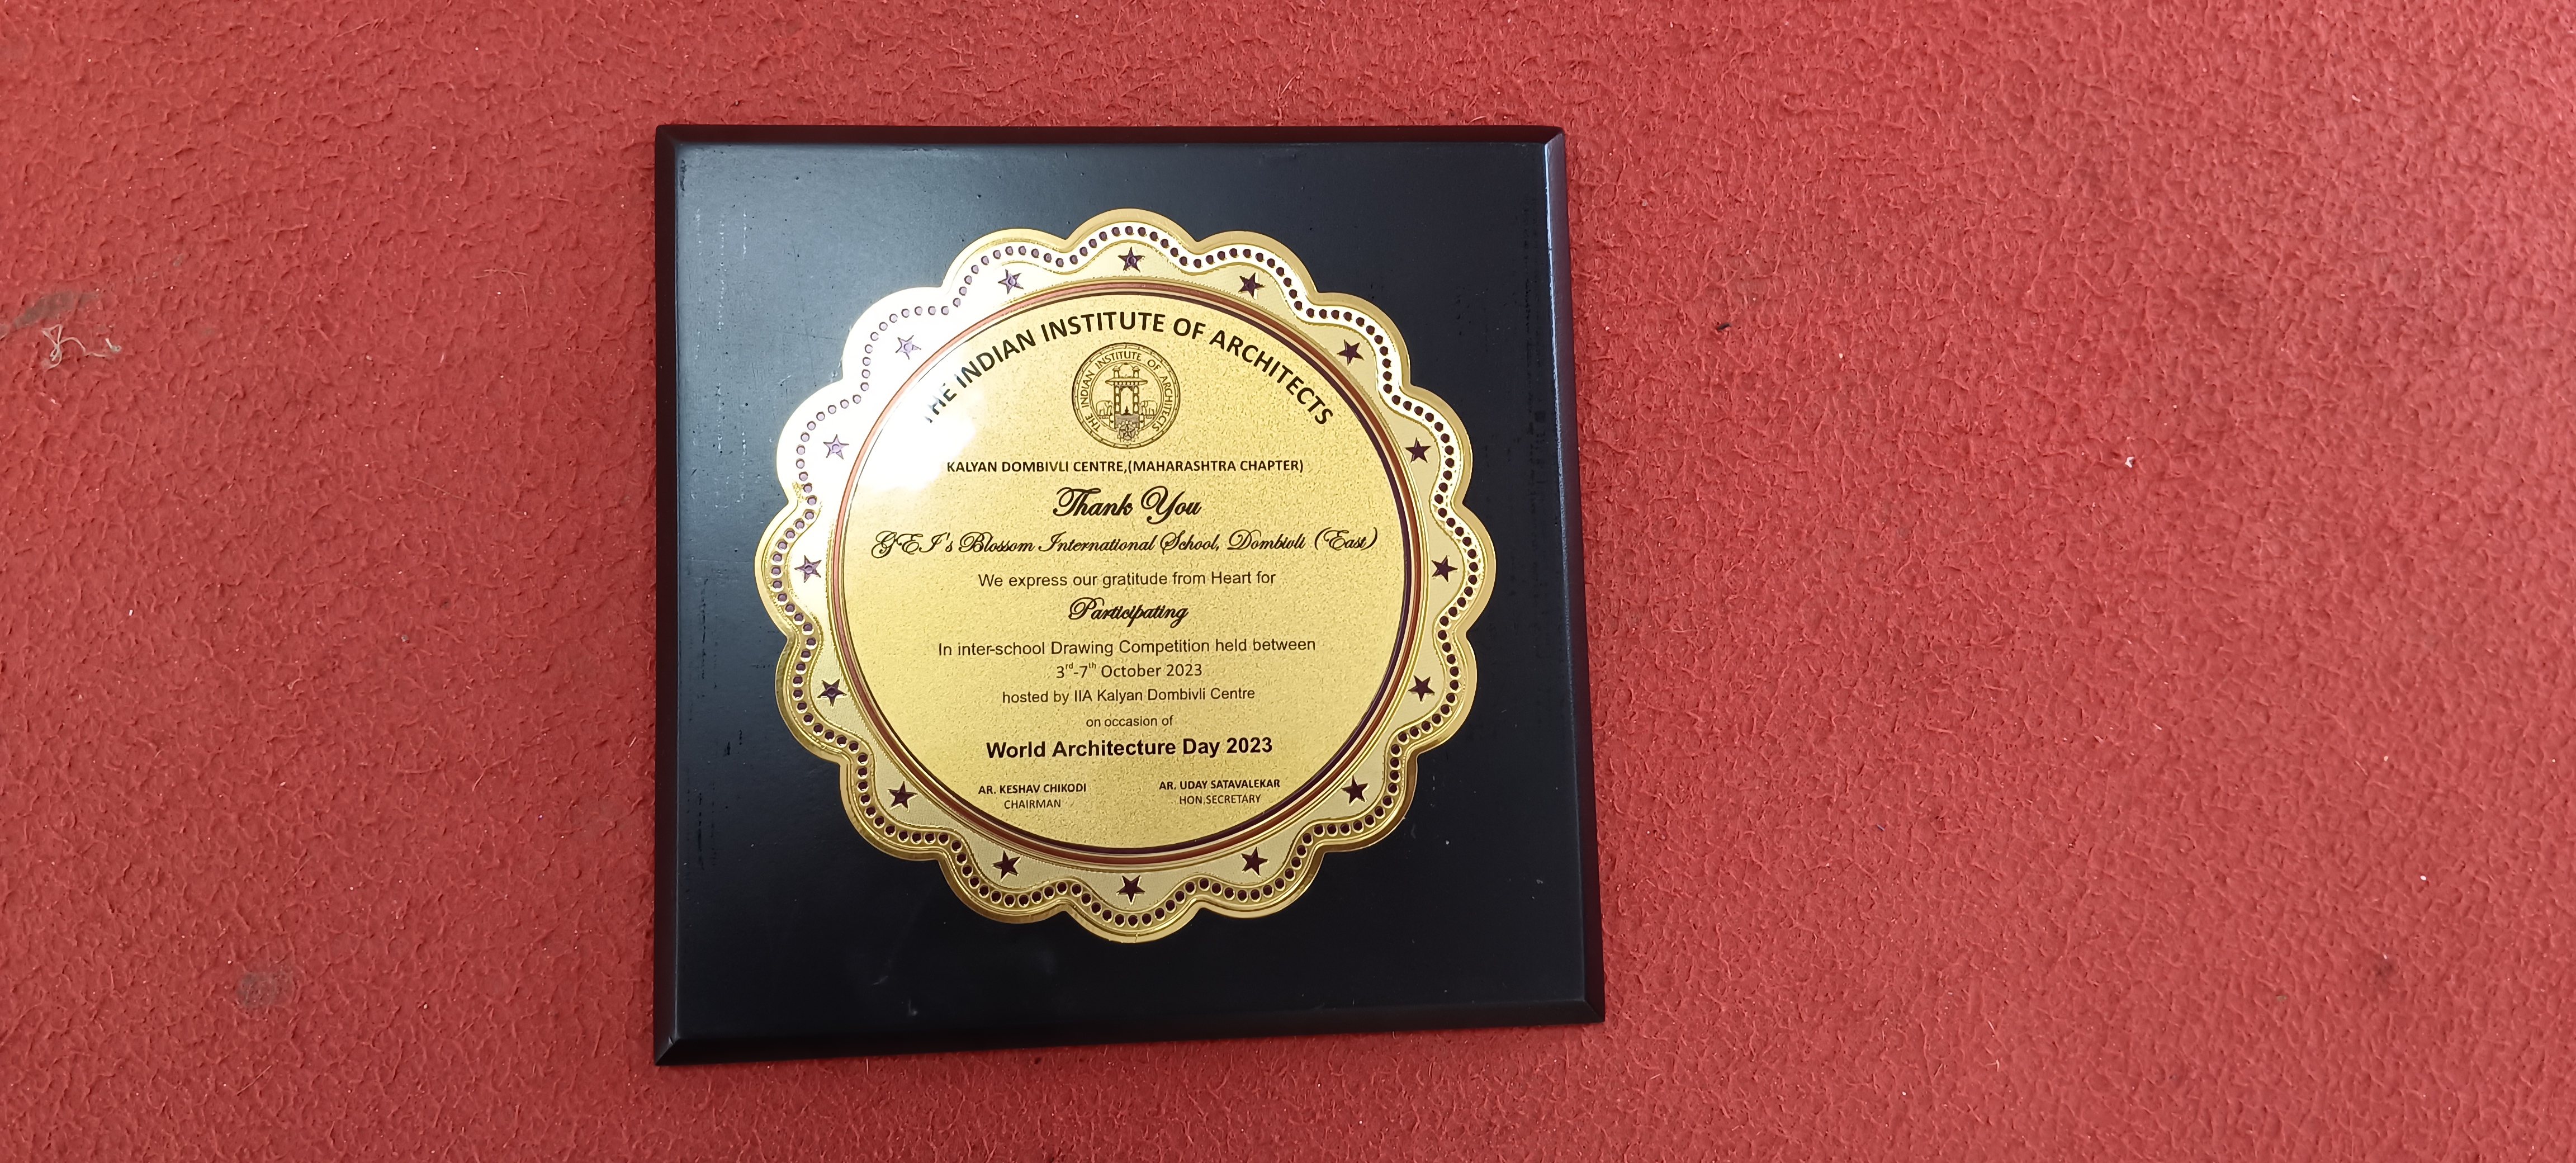 THE INDIAN INSTITUTE OF ARCHITECTS
THE INDIAN INSTITUTE OF ARCHITECTS
KALYAN DOMBIVLI CENTRE,(MAHARASHTRA CHAPTER)
Thank You
GEI's Blossom International School, Dombivli (East)
We express our gratitude from Heart for
Participating
In inter-school Drawing Competition held between
3rd-7th October 2023
hosted by IIA Kalyan Dombivli Centre
on occasion of
World Architecture Day 2023
AR. KESHAV CHIKODI AR. UDAY SATAVALEKAR
CHAIRMAN HON.SECRETARY